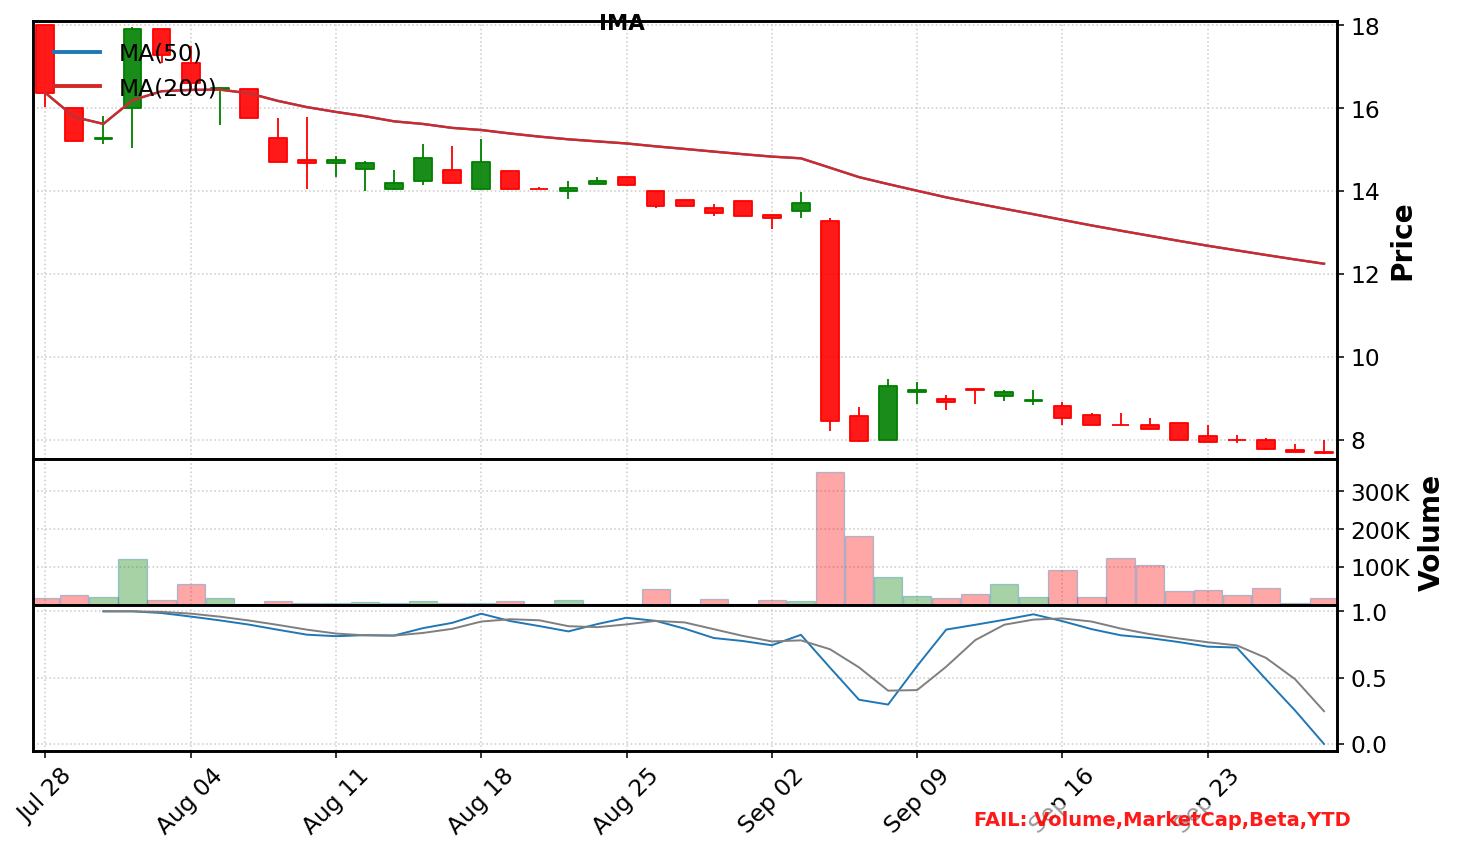 IMA
MA(50)
MA(200)
18
16
14
12
10
8
Price
300K
200K
100K
Volume
1.0
0.5
0.0
Jul 28
Aug 04
Aug 11
Aug 18
Aug 25
Sep 02
Sep 09
Sep 16
Sep 23
FAIL: Volume,MarketCap,Beta,YTD